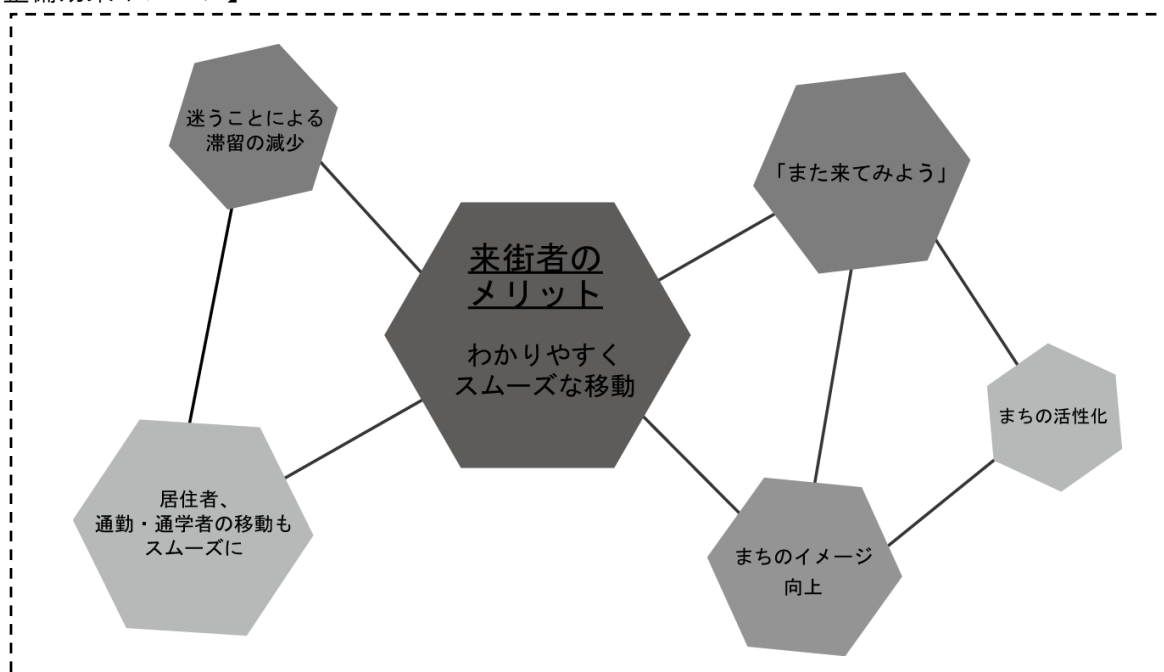 迷うことによる
滞留の減少
「また来てみよう」
来街者の
メリット
わかりやすく
スムーズな移動
まちの活性化
居住者、
通勤・通学者の移動も
スムーズに
まちのイメージ
向上